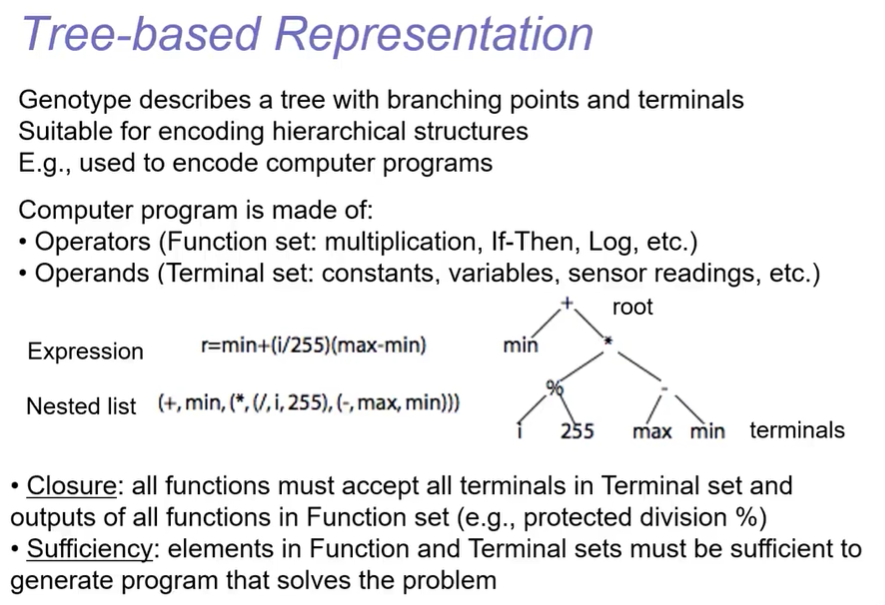 Tree-based Representation
Genotype describes a tree with branching points and terminals
Suitable for encoding hierarchical structures
E.g., used to encode computer programs
Computer program is made of:
• Operators (Function set: multiplication, If-Then, Log, etc.)
• Operands (Terminal set: constants, variables, sensor readings, etc.)
+ root
Expression r=min+(i/255)(max-min) min *
% -
Nested list (+, min, (*, (/, i, 255), (-, max, min)))
i 255 max min terminals
• Closure: all functions must accept all terminals in Terminal set and
outputs of all functions in Function set (e.g., protected division %)
• Sufficiency: elements in Function and Terminal sets must be sufficient to
generate program that solves the problem